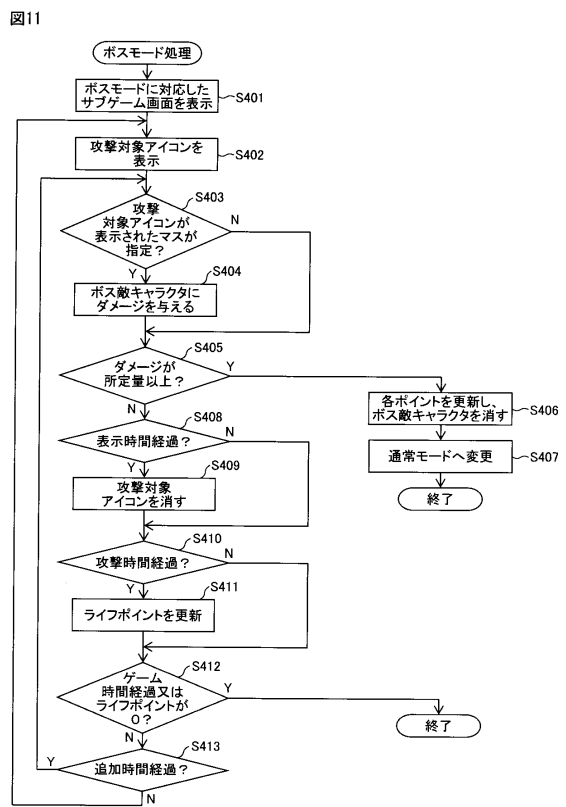 図11
ボスモード処理
ボスモードに対応した
サブゲーム画面を表示
S401
攻撃対象アイコンを
表示
S402
S403
攻撃
対象アイコンが
表示されたマスが
指定？
N
Y
S404
ボス敵キャラクタに
ダメージを与える
S405
ダメージが
所定量以上？
Y
N
各ポイントを更新し、
ボス敵キャラクタを消す
S406
通常モードへ変更
S407
終了
S408
表示時間経過？
N
Y
S409
攻撃対象
アイコンを消す
S410
攻撃時間経過？
N
Y
S411
ライフポイントを更新
S412
ゲーム
時間経過又は
ライフポイントが
0？
Y
N
終了
S413
追加時間経過？
Y
N